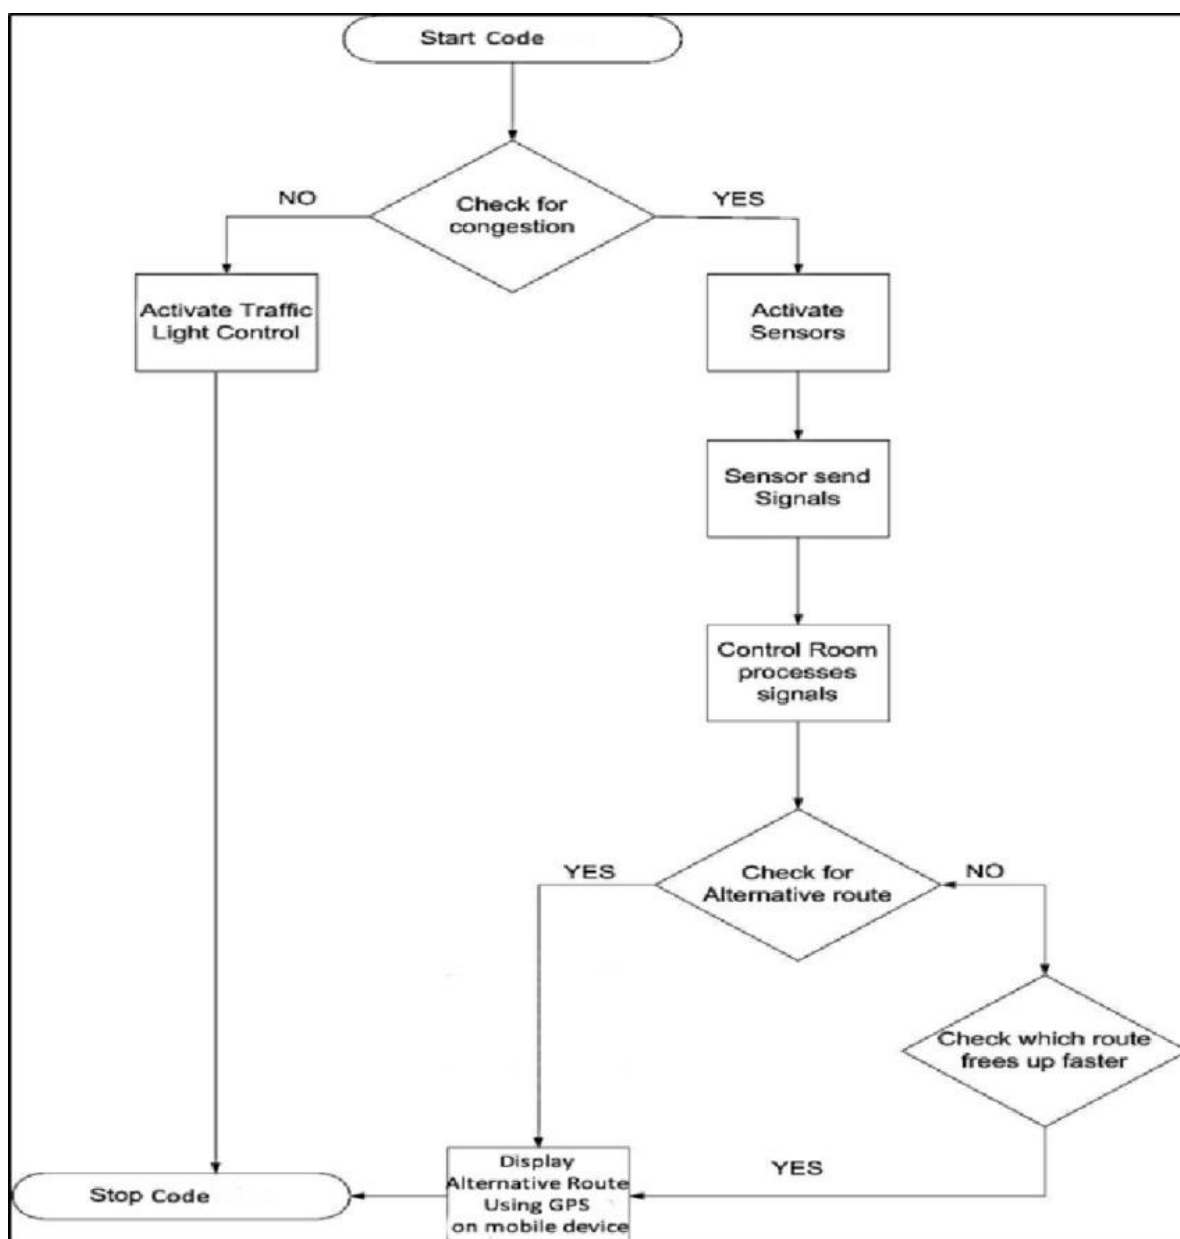 Start Code
NO
YES
Check for
congestion
Activate Traffic
Light Control
Activate
Sensors
Sensor send
Signals
Control Room
processes
signals
YES
Check for
Alternative route
NO
Check which route
frees up faster
Display
Alternative Route
Using GPS
on mobile device
YES
Stop Code